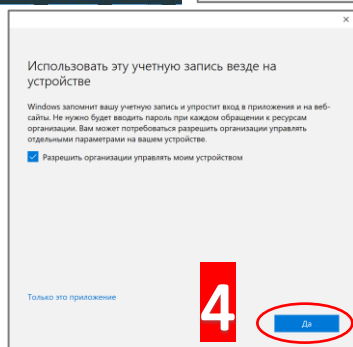 Использовать эту учетную запись везде на
устройстве
Windows запомнит вашу учетную запись и упростит вход в приложения и на веб-
сайты. Не нужно будет вводить пароль при каждом обращении к ресурсам
организации. Вам может потребоваться разрешить организации управлять
отдельными параметрами на вашем устройстве.
Разрешить организации управлять моим устройством
Только это приложение
4
Да